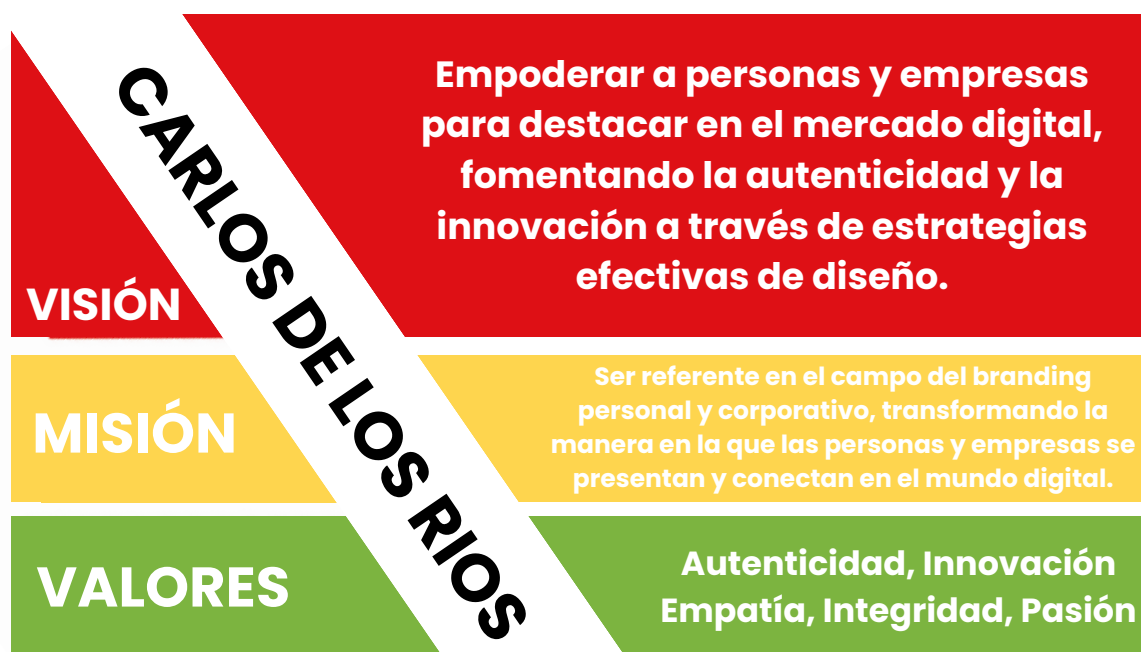 CARLOS DE LOS RIOS
VISIÓN
Empoderar a personas y empresas
para destacar en el mercado digital,
fomentando la autenticidad y la
innovación a través de estrategias
efectivas de diseño.
MISIÓN
Ser referente en el campo del branding
personal y corporativo, transformando la
manera en la que las personas y empresas se
presentan y conectan en el mundo digital.
VALORES
Autenticidad, Innovación
Empatía, Integridad, Pasión